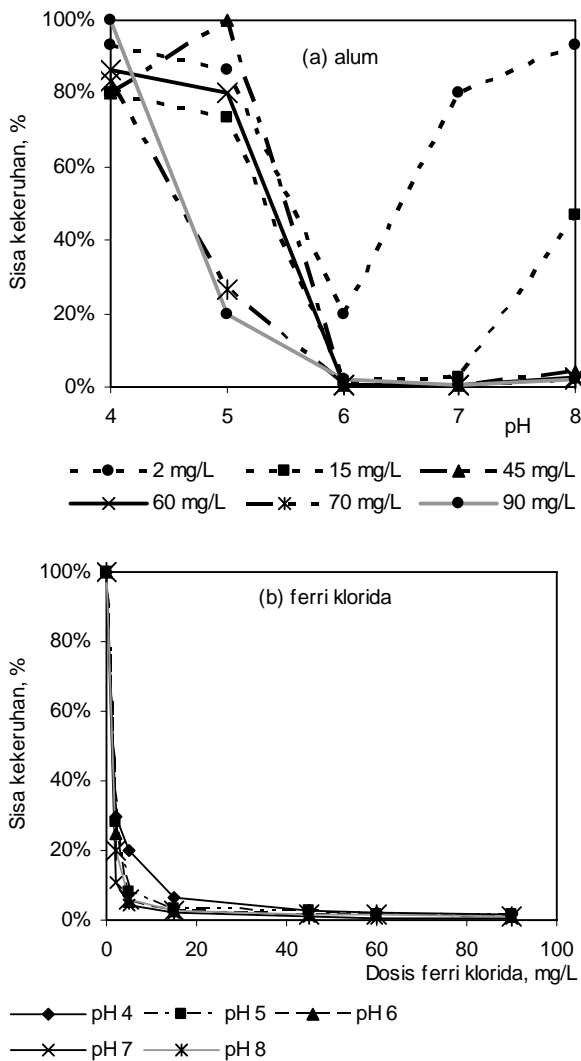 100%
(a) alum
80%
60%
40%
20%
0%
Sisa kekeruhan, %
4 5 6 7 8
pH
2 mg/L 15 mg/L 45 mg/L
60 mg/L 70 mg/L 90 mg/L
100%
(b) ferri klorida
80%
60%
40%
20%
0%
Sisa kekeruhan, %
0 20 40 60 80 100
Dosis ferri klorida, mg/L
pH 4 pH 5 pH 6
pH 7 pH 8